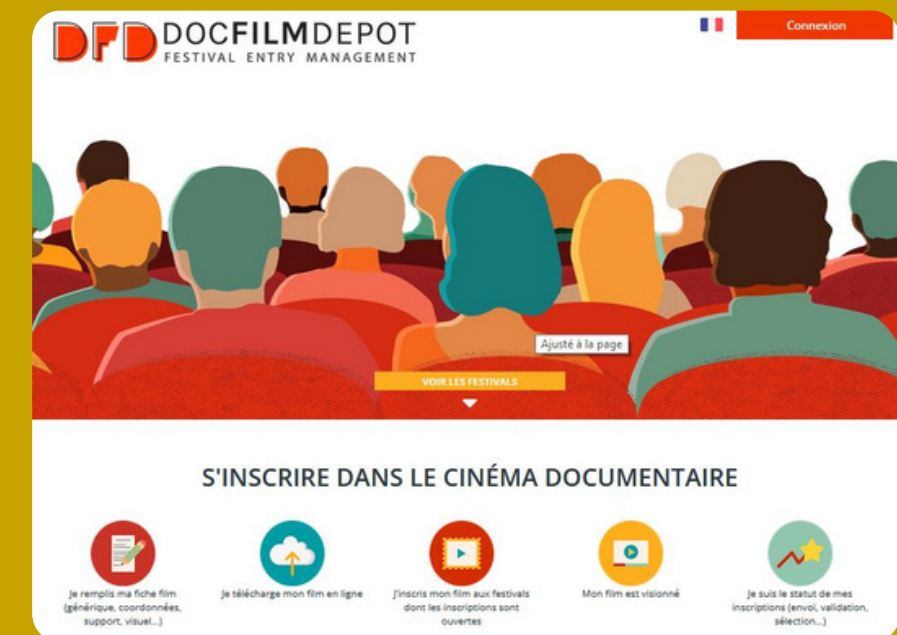 DFD DOCFILMDEPOT
FESTIVAL ENTRY MANAGEMENT
Connexion
Ajusté à la page
VOIR LES FESTIVALS
S'INSCRIRE DANS LE CINÉMA DOCUMENTAIRE
Je remplis ma fiche film
(générique, coordonnées,
support, visuel...)
Je télécharge mon film en ligne
J'inscris mon film aux festivals
dont les inscriptions sont
ouvertes
Mon film est visionné
Je suis le statut de mes
inscriptions (envoi, validation,
sélection...)